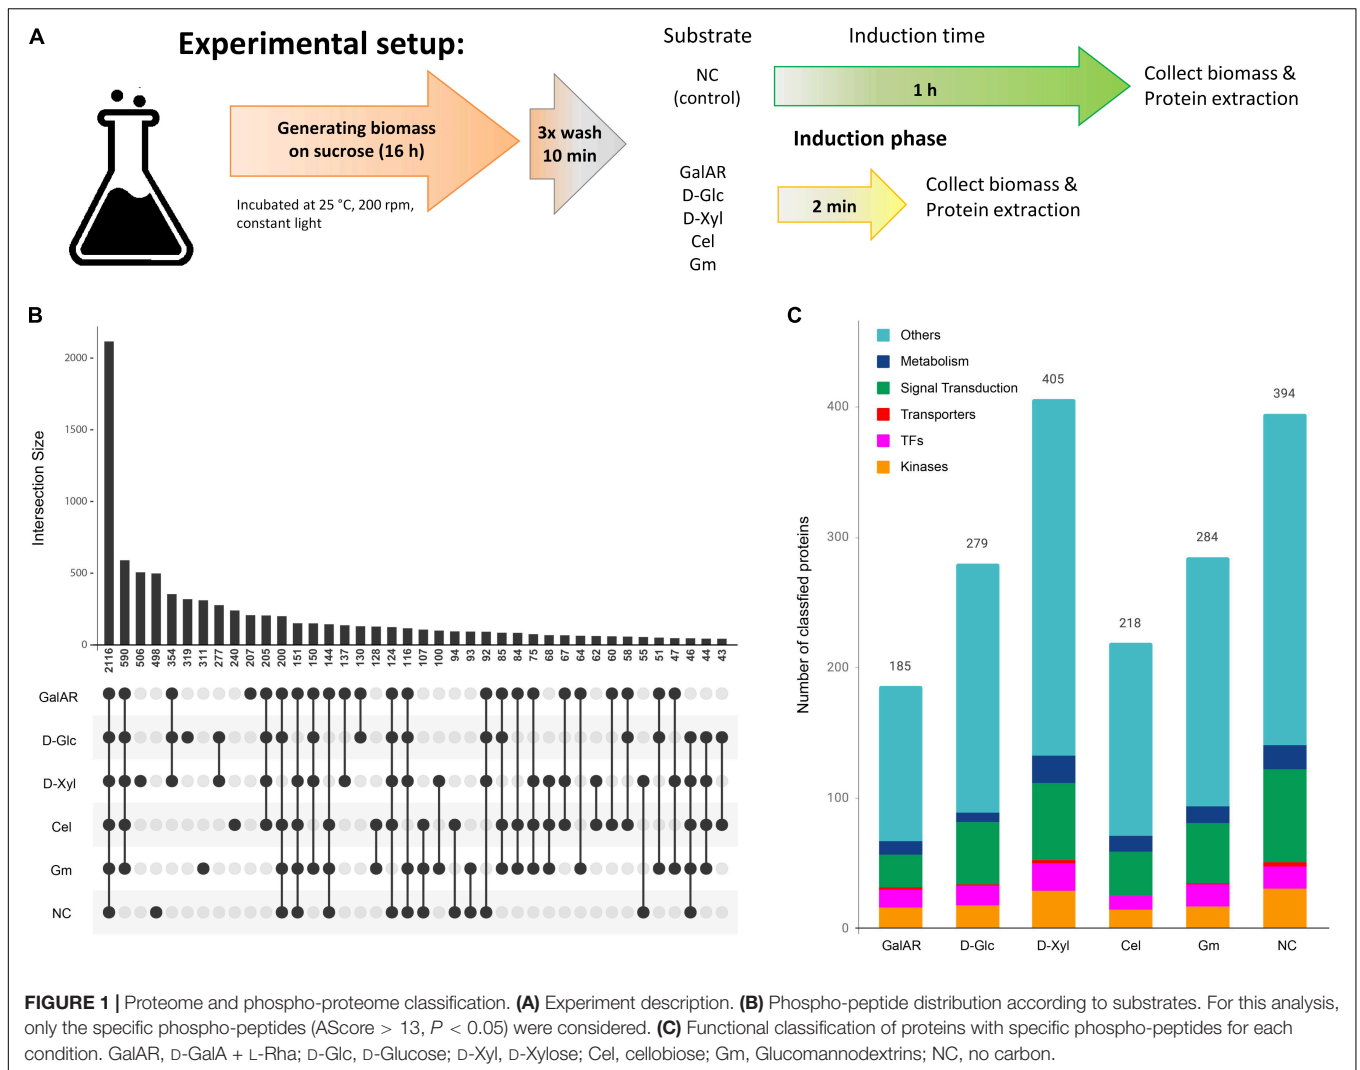 A
Experimental setup:
Generating biomass
on sucrose (16 h)
3x wash
10 min
Incubated at 25 °C, 200 rpm,
constant light
Substrate
Induction time
NC
(control)
1 h
Collect biomass &
Protein extraction
Induction phase
GalAR
D-Glc
D-Xyl
Cel
Gm
2 min
Collect biomass &
Protein extraction
B
Intersection Size
2000
1500
1000
500
0
2116 590 506 498 354 319 311 277 240 207 205 200 151 150 144 137 130 128 124 116 107 100 94 93 92 85 84 75 68 67 64 62 60 58 55 51 47 46 44 43
GalAR
D-Glc
D-Xyl
Cel
Gm
NC
C
Others
Metabolism
Signal Transduction
Transporters
TFs
Kinases
Number of classfied proteins
400
300
200
100
0
185
279
405
218
284
394
GalAR D-Glc D-Xyl Cel Gm NC
FIGURE 1 | Proteome and phospho-proteome classification. (A) Experiment description. (B) Phospho-peptide distribution according to substrates. For this analysis,
only the specific phospho-peptides (AScore > 13, P < 0.05) were considered. (C) Functional classification of proteins with specific phospho-peptides for each
condition. GalAR, D-GalA + L-Rha; D-Glc, D-Glucose; D-Xyl, D-Xylose; Cel, cellobiose; Gm, Glucomannodextrins; NC, no carbon.